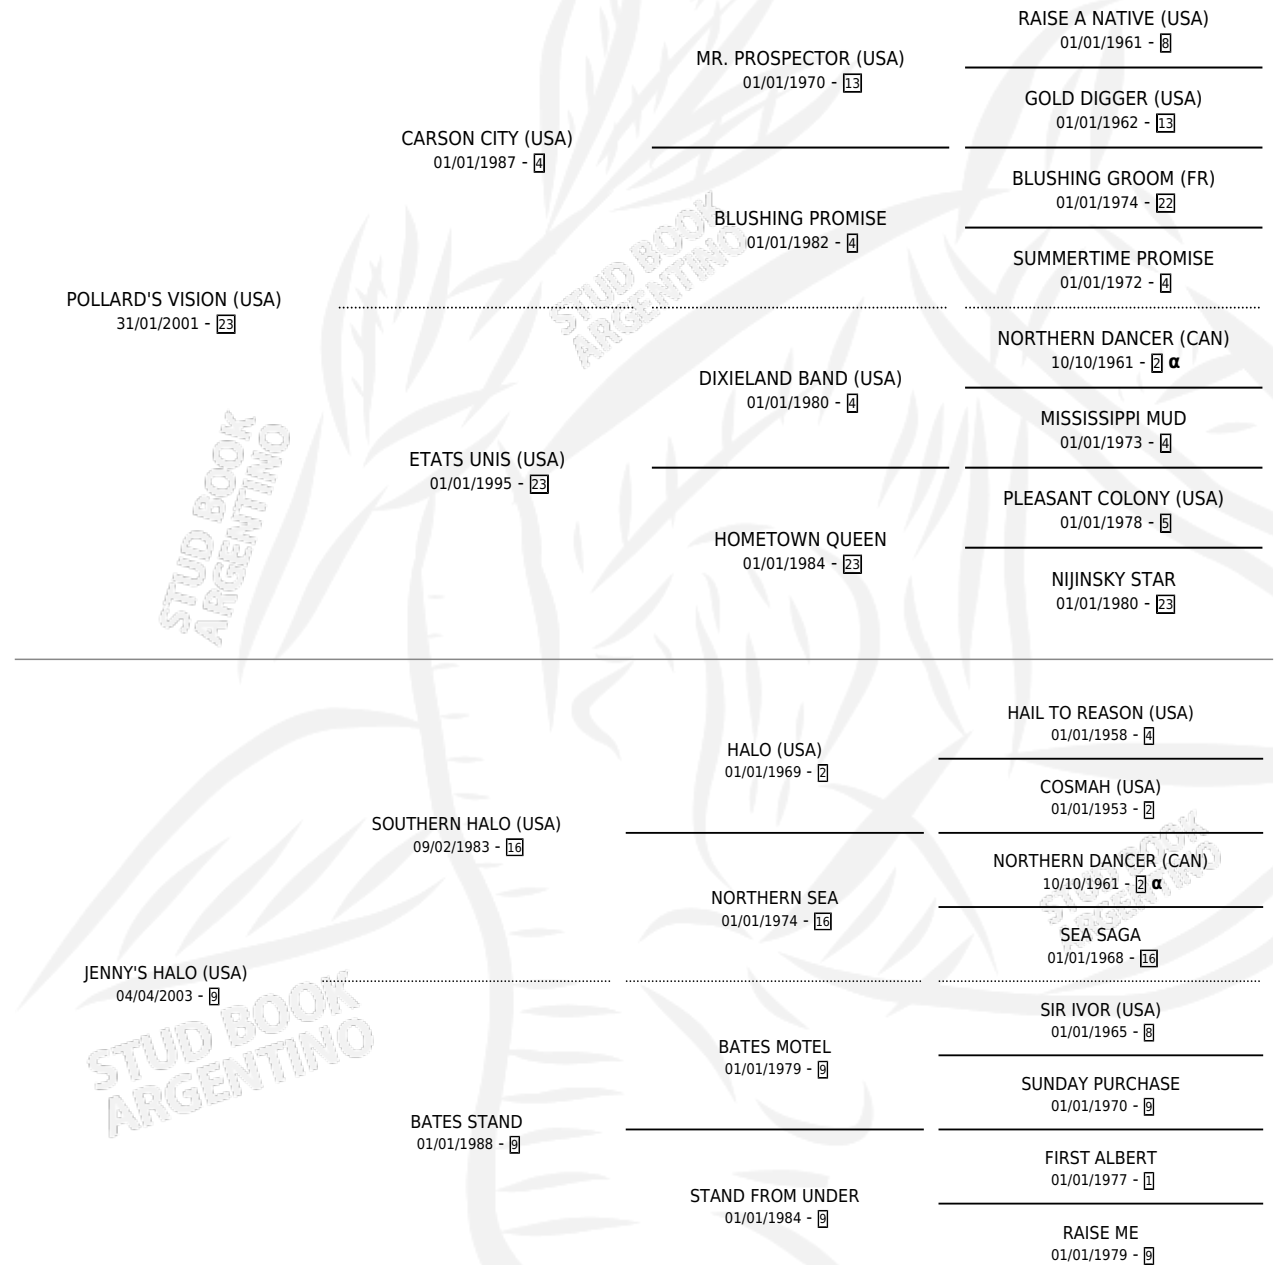 RAISE A NATIVE (USA)
01/01/1961 - 8
MR. PROSPECTOR (USA)
01/01/1970 - 13
GOLD DIGGER (USA)
01/01/1962 - 13
CARSON CITY (USA)
01/01/1987 - 4
BLUSHING GROOM (FR)
01/01/1974 - 22
BLUSHING PROMISE
01/01/1982 - 4
SUMMERTIME PROMISE
01/01/1972 - 4
POLLARD'S VISION (USA)
31/01/2001 - 23
NORTHERN DANCER (CAN)
10/10/1961 - 2 α
DIXIELAND BAND (USA)
01/01/1980 - 4
MISSISSIPPI MUD
01/01/1973 - 4
ETATS UNIS (USA)
01/01/1995 - 23
PLEASANT COLONY (USA)
01/01/1978 - 5
HOMETOWN QUEEN
01/01/1984 - 23
NIJINSKY STAR
01/01/1980 - 23
HAIL TO REASON (USA)
01/01/1958 - 4
HALO (USA)
01/01/1969 - 2
COSMAH (USA)
01/01/1953 - 2
SOUTHERN HALO (USA)
09/02/1983 - 16
NORTHERN DANCER (CAN)
10/10/1961 - 2 α
NORTHERN SEA
01/01/1974 - 16
SEA SAGA
01/01/1968 - 16
JENNY'S HALO (USA)
04/04/2003 - 9
SIR IVOR (USA)
01/01/1965 - 8
BATES MOTEL
01/01/1979 - 9
SUNDAY PURCHASE
01/01/1970 - 9
BATES STAND
01/01/1988 - 9
FIRST ALBERT
01/01/1977 - 1
STAND FROM UNDER
01/01/1984 - 9
RAISE ME
01/01/1979 - 9
STUD BOOK
ARGENTINO
STUD BOOK
ARGENTINO
STUD BOOK
ARGENTINO
STUD BOOK
ARGENTINO